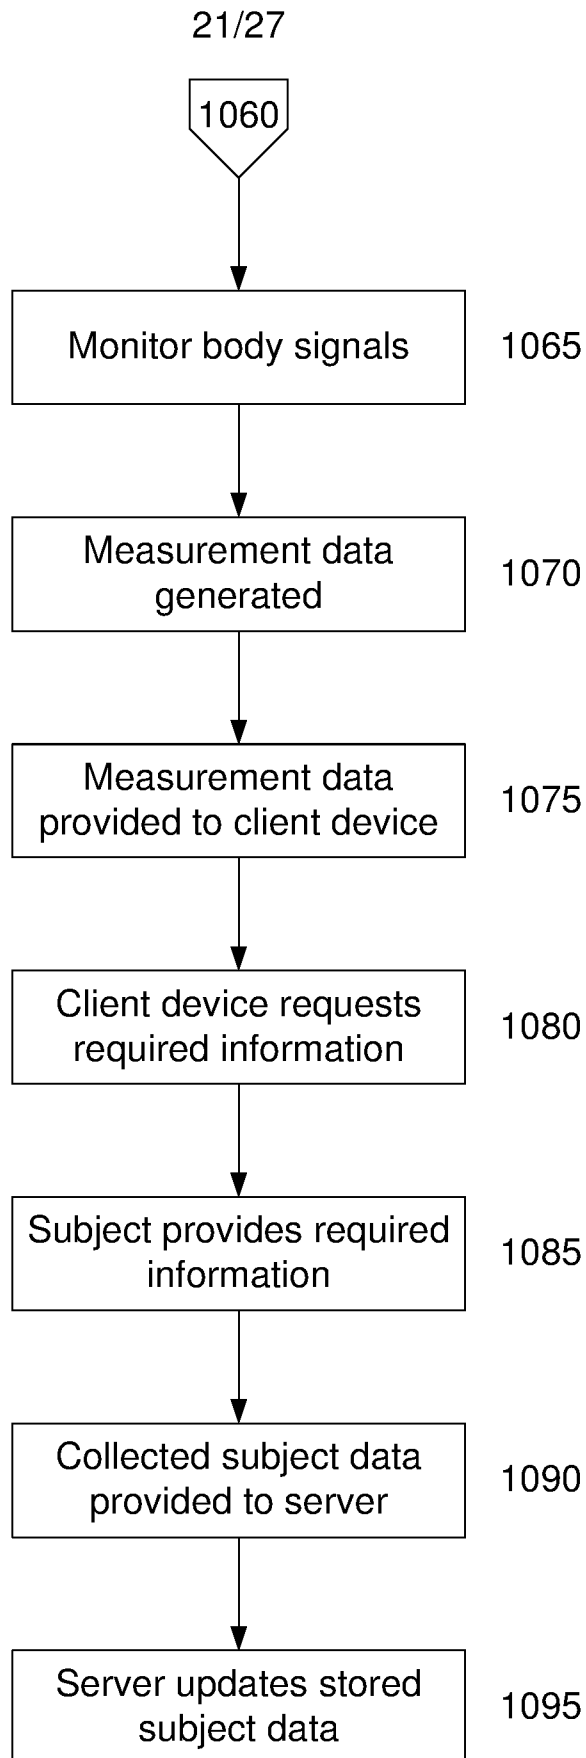 21/27
1060
Monitor body signals
1065
Measurement data
generated
1070
Measurement data
provided to client device
1075
Client device requests
required information
1080
Subject provides required
information
1085
Collected subject data
provided to server
1090
Server updates stored
subject data
1095